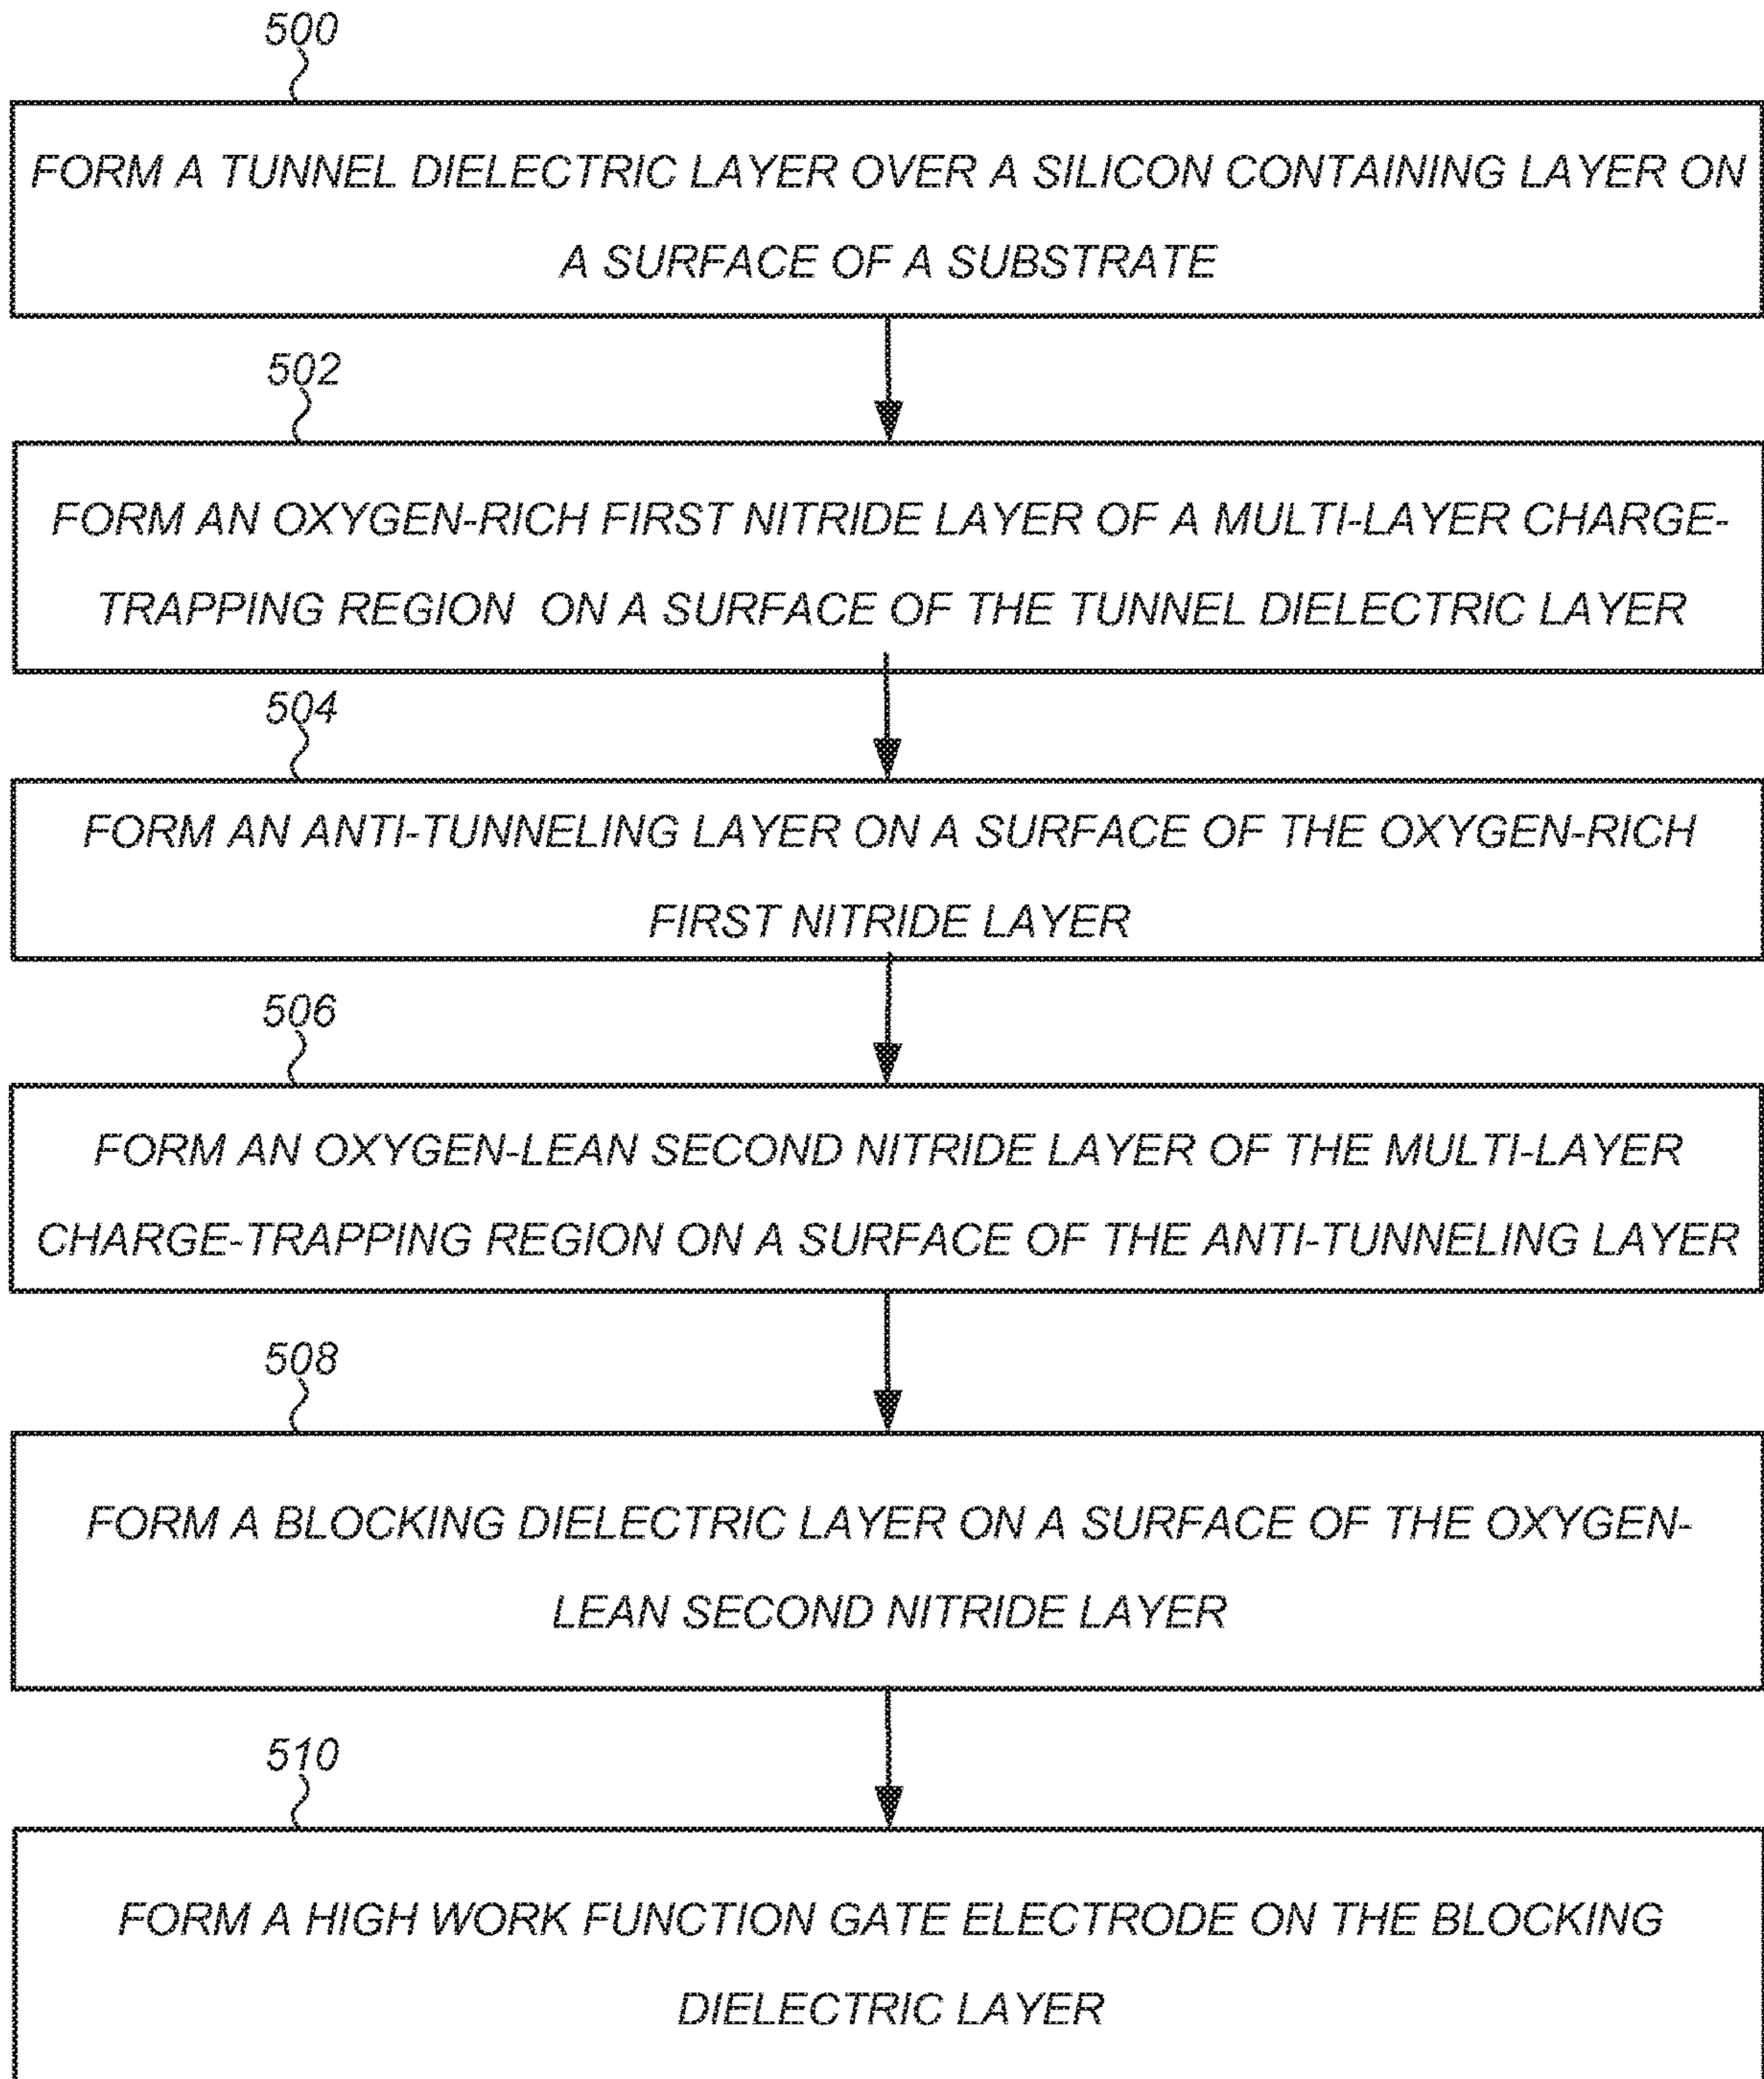 500
FORM A TUNNEL DIELECTRIC LAYER OVER A SILICON CONTAINING LAYER ON
A SURFACE OF A SUBSTRATE
502
FORM AN OXYGEN-RICH FIRST NITRIDE LAYER OF A MULTI-LAYER CHARGE-
TRAPPING REGION ON A SURFACE OF THE TUNNEL DIELECTRIC LAYER
504
FORM AN ANTI-TUNNELING LAYER ON A SURFACE OF THE OXYGEN-RICH
FIRST NITRIDE LAYER
506
FORM AN OXYGEN-LEAN SECOND NITRIDE LAYER OF THE MULTI-LAYER
CHARGE-TRAPPING REGION ON A SURFACE OF THE ANTI-TUNNELING LAYER
508
FORM A BLOCKING DIELECTRIC LAYER ON A SURFACE OF THE OXYGEN-
LEAN SECOND NITRIDE LAYER
510
FORM A HIGH WORK FUNCTION GATE ELECTRODE ON THE BLOCKING
DIELECTRIC LAYER